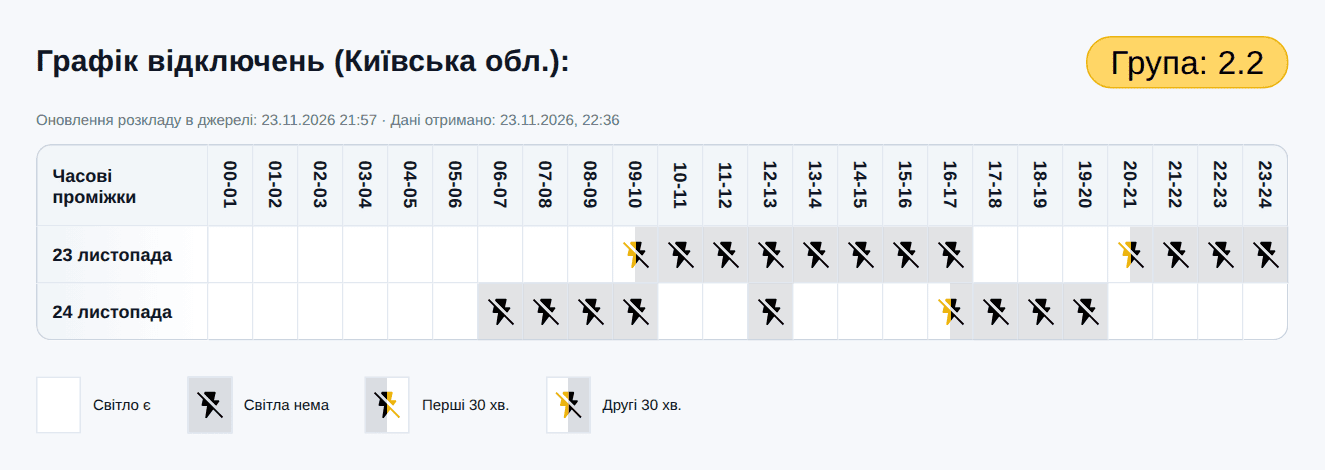 Графік відключень (Київська обл.):
Група: 2.2
Оновлення розкладу в джерелі: 23.11.2026 21:57 · Дані отримано: 23.11.2026, 22:36
Часові
проміжки
00-01 01-02 02-03 03-04 04-05 05-06 06-07 07-08 08-09 09-10 10-11 11-12 12-13 13-14 14-15 15-16 16-17 17-18 18-19 19-20 20-21 21-22 22-23 23-24
23 листопада
24 листопада
Світло є Світла нема Перші 30 хв. Другі 30 хв.